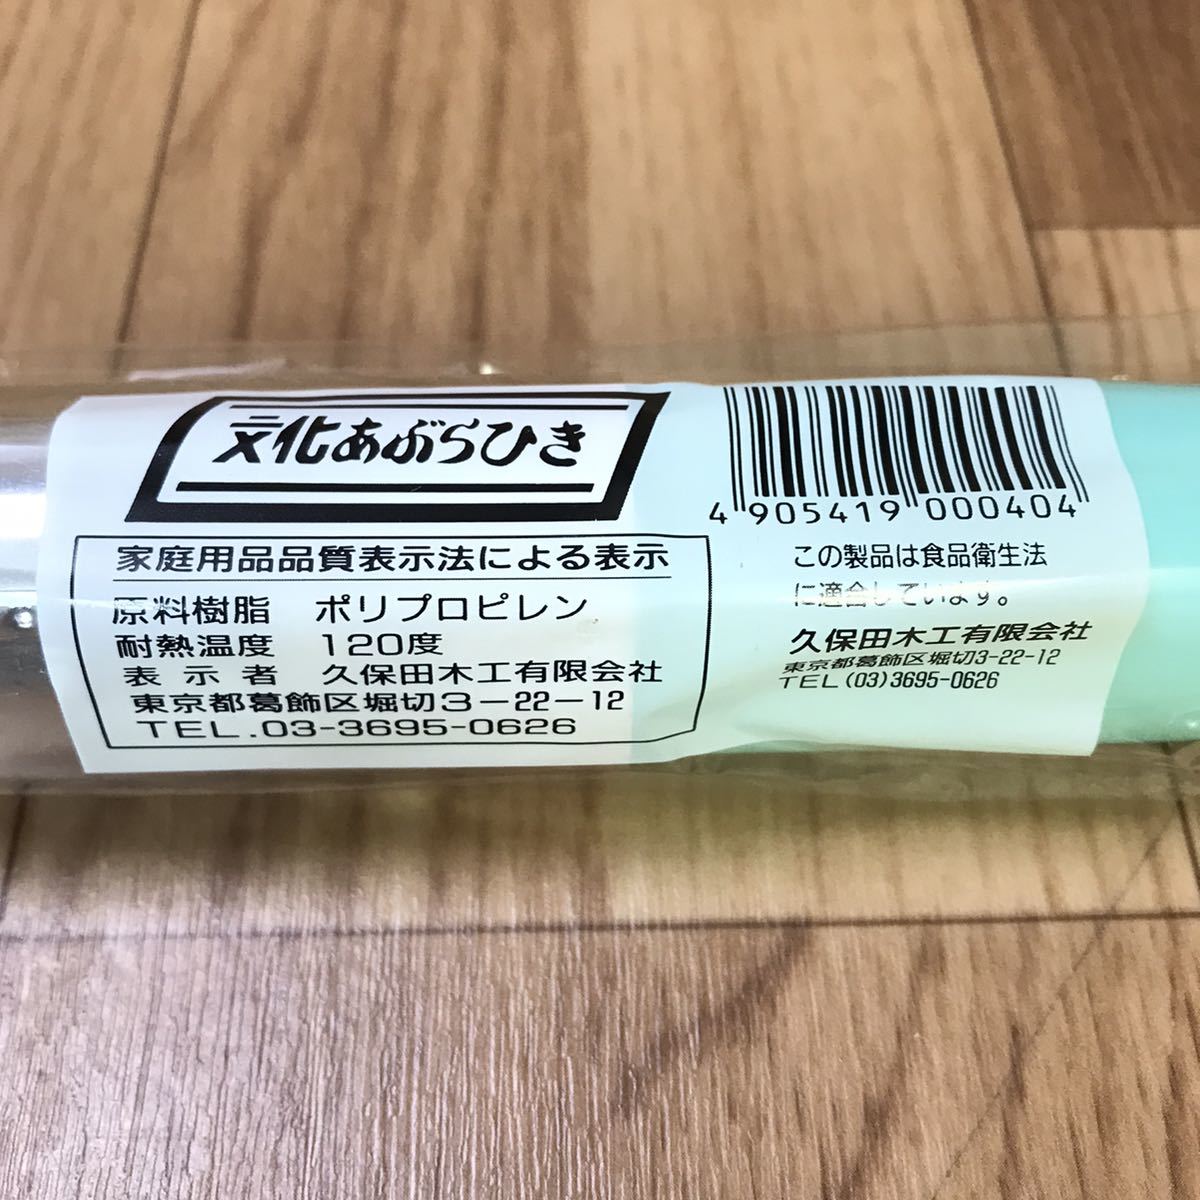 文化あぶらひき
家庭用品品質表示法による表示
原料樹脂 ポリプロピレン
耐熱温度 120度
表示者 久保田木工有限会社
東京都葛飾区堀切3-22-12
TEL.03-3695-0626
4 905419 000404
この製品は食品衛生法
に適合しています。
久保田木工有限会社
東京都葛飾区堀切3-22-12
TEL(03)3695-0626